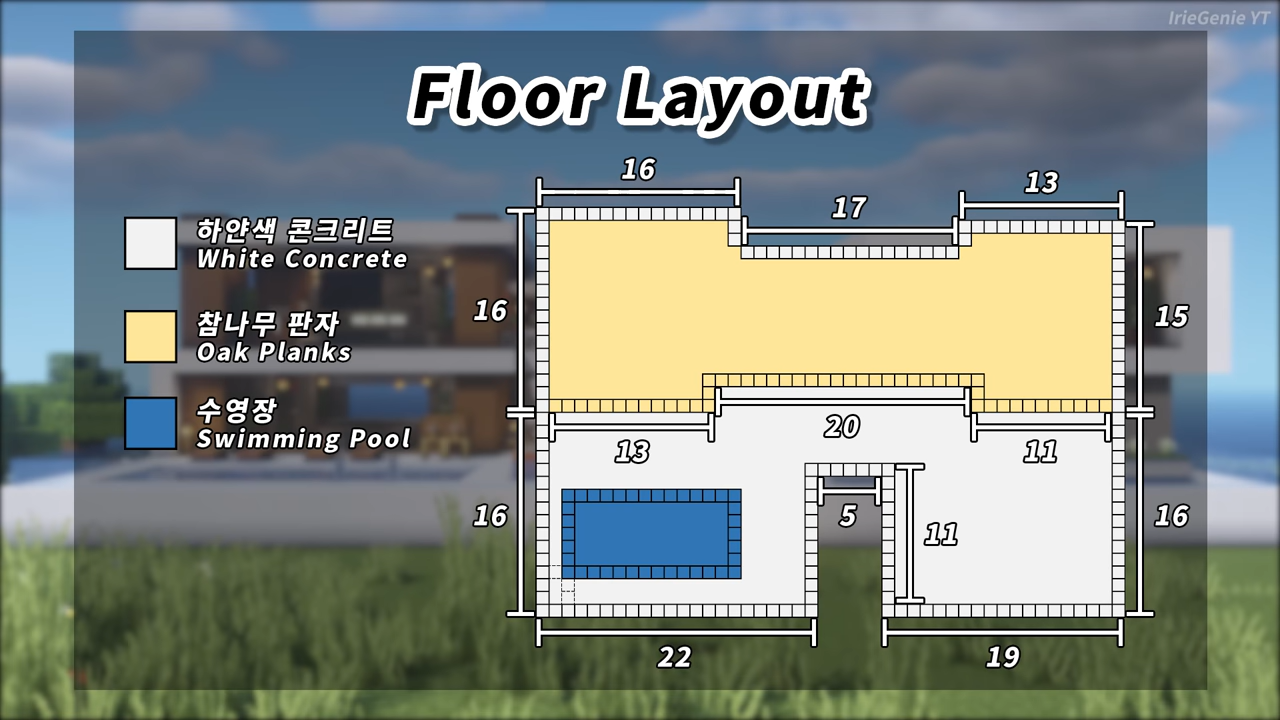 IrieGenie YT
Floor Layout
16
13
17
하얀색 콘크리트
White Concrete
16
15
참나무 판자
Oak Planks
수영장
Swimming Pool
20
13
11
16
5
16
11
22
19